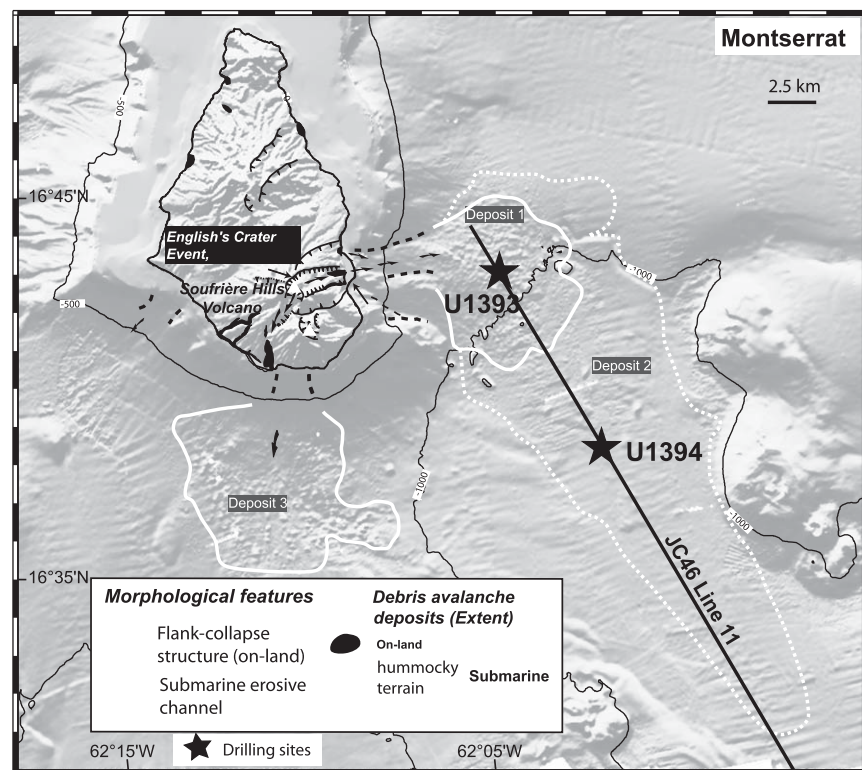 Montserrat
2.5 km
-500
16°45'N
Deposit 1
English's Crater
Event,
-1000
Soufrière Hills
Volcano
U1393
-500
Deposit 2
U1394
-1000
Deposit 3
-1000
JC46 Line 11
16°35'N
Morphological features
Flank-collapse
structure (on-land)
Submarine erosive
channel
Debris avalanche
deposits (Extent)
On-land
hummocky
terrain
Submarine
62°15'W
Drilling sites
62°05'W